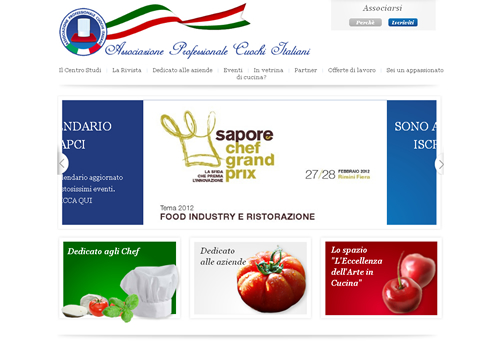 Associarsi
Perchè
Iscriviti
Associazione Professionale Cuochi Italiani
Il Centro Studi
La Rivista
Dedicato alle aziende
Eventi
In vetrina
Partner
Offerte di lavoro
Sei un appassionato
di cucina?
ENDARIO
APCI
lendario aggiornato
eventi.
CCA QUI
sapore
chef
grand
prix
LA SFIDA
CHE PREMIA
L'INNOVAZIONE
27/28
FEBBRAIO 2012
Rimini Fiera
Tema 2012
FOOD INDUSTRY E RISTORAZIONE
SONO A
ISCR
Dedicato agli Chef
Dedicato
alle aziende
Lo spazio
"L'Eccellenza
dell'Arte in
Cucina"